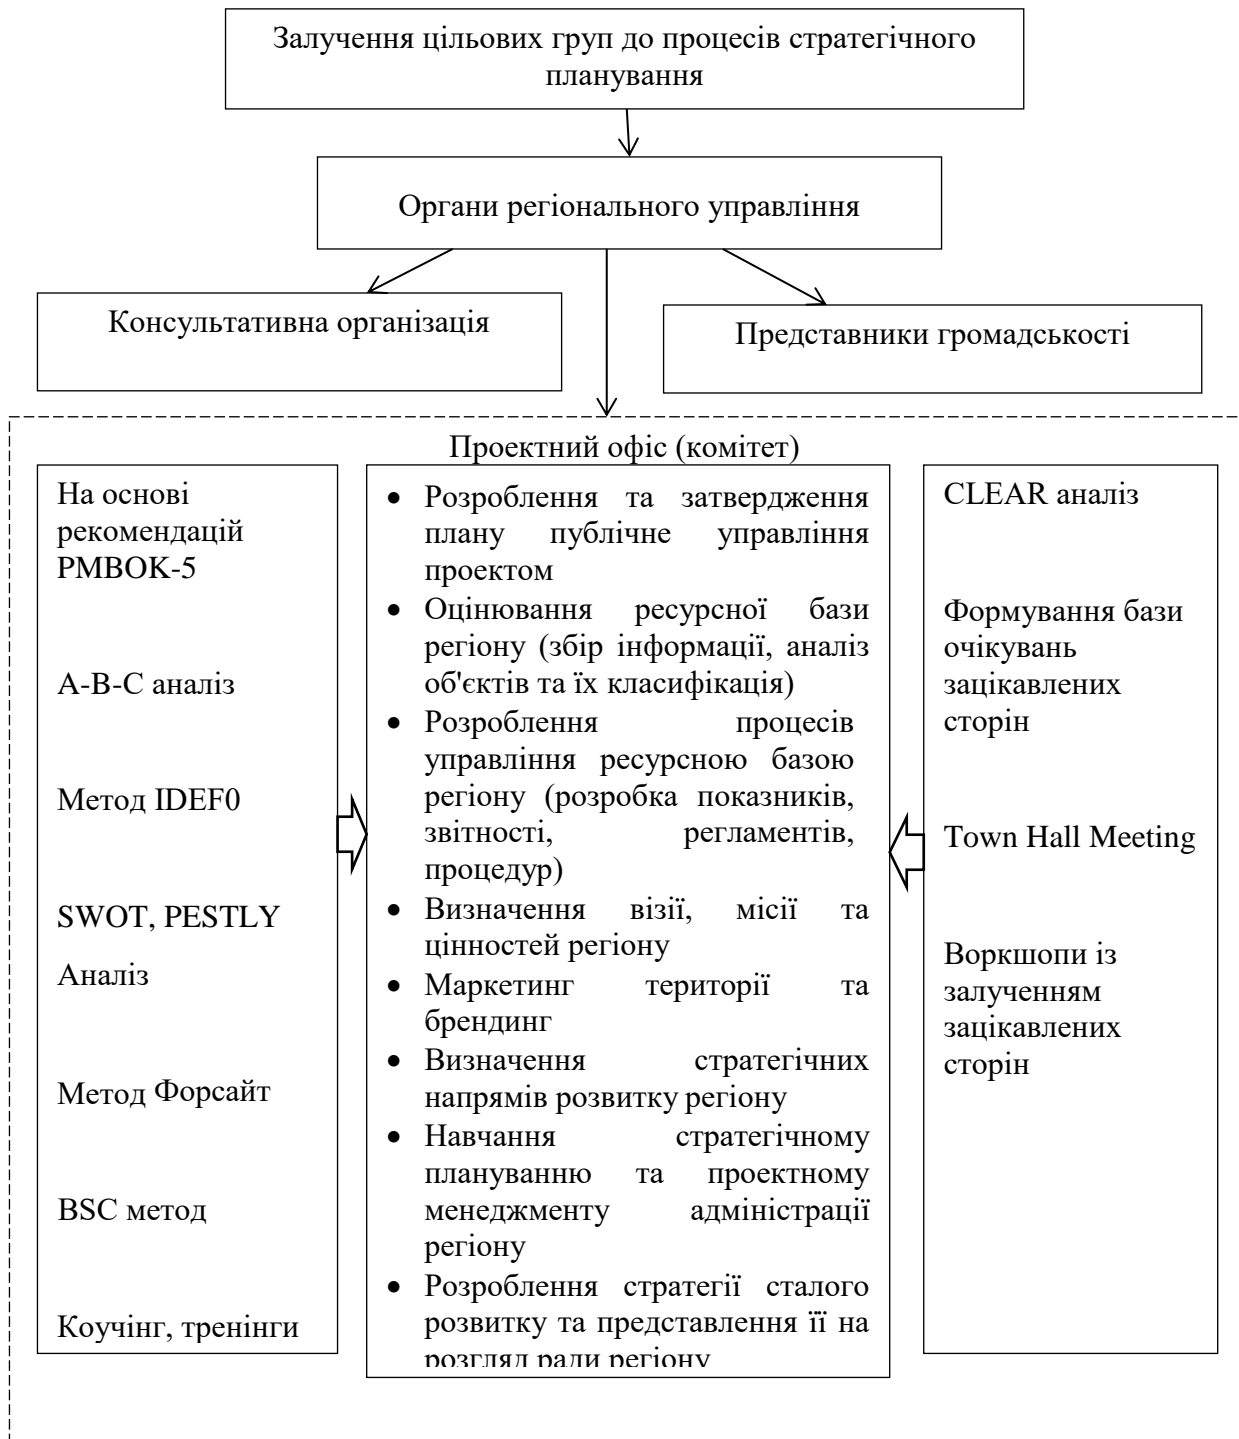 Залучення цільових груп до процесів стратегічного
планування
Органи регіонального управління
Консультативна організація
Представники громадськості
Проектний офіс (комітет)
На основі
рекомендацій
PMBOK-5
А-В-С аналіз
Метод IDEF0
SWOT, PESTLY
Аналіз
Метод Форсайт
BSC метод
Коучінг, тренінги
• Розроблення та затвердження
плану публічне управління
проектом
• Оцінювання ресурсної бази
регіону (збір інформації, аналіз
об'єктів та їх класифікація)
• Розроблення процесів
управління ресурсною базою
регіону (розробка показників,
звітності, регламентів,
процедур)
• Визначення візії, місії та
цінностей регіону
• Маркетинг території та
брендинг
• Визначення стратегічних
напрямів розвитку регіону
• Навчання стратегічному
плануванню та проектному
менеджменту адміністрації
регіону
• Розроблення стратегії сталого
розвитку та представлення її на
розгляд ради регіону
CLEAR аналіз
Формування бази
очікувань
зацікавлених
сторін
Town Hall Meeting
Воркшопи із
залученням
зацікавлених
сторін